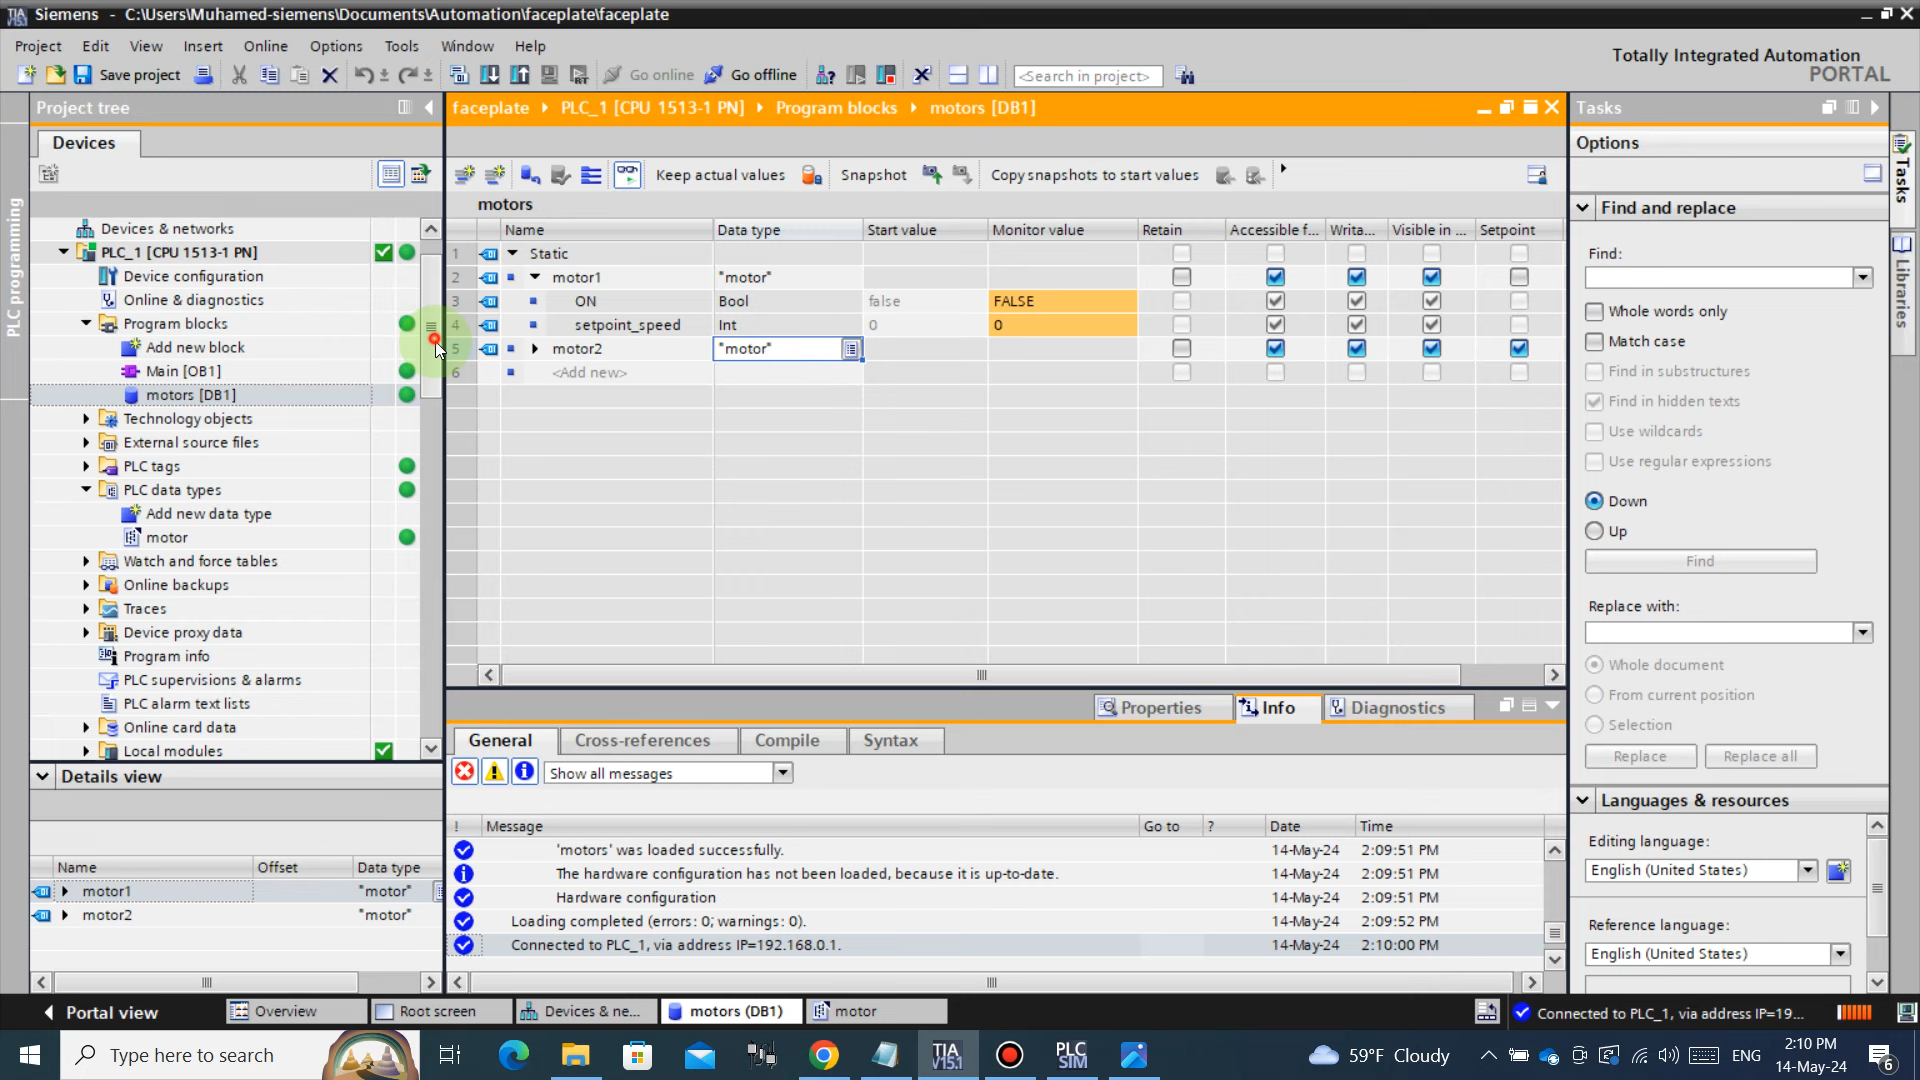 Siemens - C:\Users\Muhamed-siemens\Documents\Automation\faceplate\faceplate
Project Edit View Insert Online Options Tools Window Help
Totally Integrated Automation
PORTAL
Save project Go online Go offline <Search in project>
Project tree
faceplate PLC_1 [CPU 1513-1 PN] Program blocks motors [DB1]
Tasks
Devices
Options
Keep actual values Snapshot Copy snapshots to start values
PLC programming
Tasks
Libraries
Devices & networks
PLC_1 [CPU 1513-1 PN]
Device configuration
Online & diagnostics
Program blocks
Add new block
Main [OB1]
motors [DB1]
Technology objects
External source files
PLC tags
PLC data types
Add new data type
motor
Watch and force tables
Online backups
Traces
Device proxy data
Program info
PLC supervisions & alarms
PLC alarm text lists
Online card data
Local modules
motors
Name Data type Start value Monitor value Retain Accessible f... Writa... Visible in ... Setpoint
1 Static
2 motor1 "motor"
3 ON Bool false FALSE
4 setpoint_speed Int 0 0
5 motor2 "motor"
6 <Add new>
Find and replace
Find:
Whole words only
Match case
Find in substructures
Find in hidden texts
Use wildcards
Use regular expressions
Down
Up
Find
Replace with:
Whole document
From current position
Selection
Replace Replace all
Languages & resources
Editing language:
English (United States)
Reference language:
English (United States)
Details view
Name Offset Data type
motor1 "motor"
motor2 "motor"
Properties Info Diagnostics
General Cross-references Compile Syntax
Show all messages
! Message Go to ? Date Time
'motors' was loaded successfully. 14-May-24 2:09:51 PM
The hardware configuration has not been loaded, because it is up-to-date. 14-May-24 2:09:51 PM
Hardware configuration 14-May-24 2:09:51 PM
Loading completed (errors: 0; warnings: 0). 14-May-24 2:09:52 PM
Connected to PLC_1, via address IP=192.168.0.1. 14-May-24 2:10:00 PM
Portal view Overview Root screen Devices & ne... motors (DB1) motor Connected to PLC_1, via address IP=19...
Type here to search
TIA
V15.1
PLC
SIM
59°F Cloudy
ENG
2:10 PM
14-May-24
6